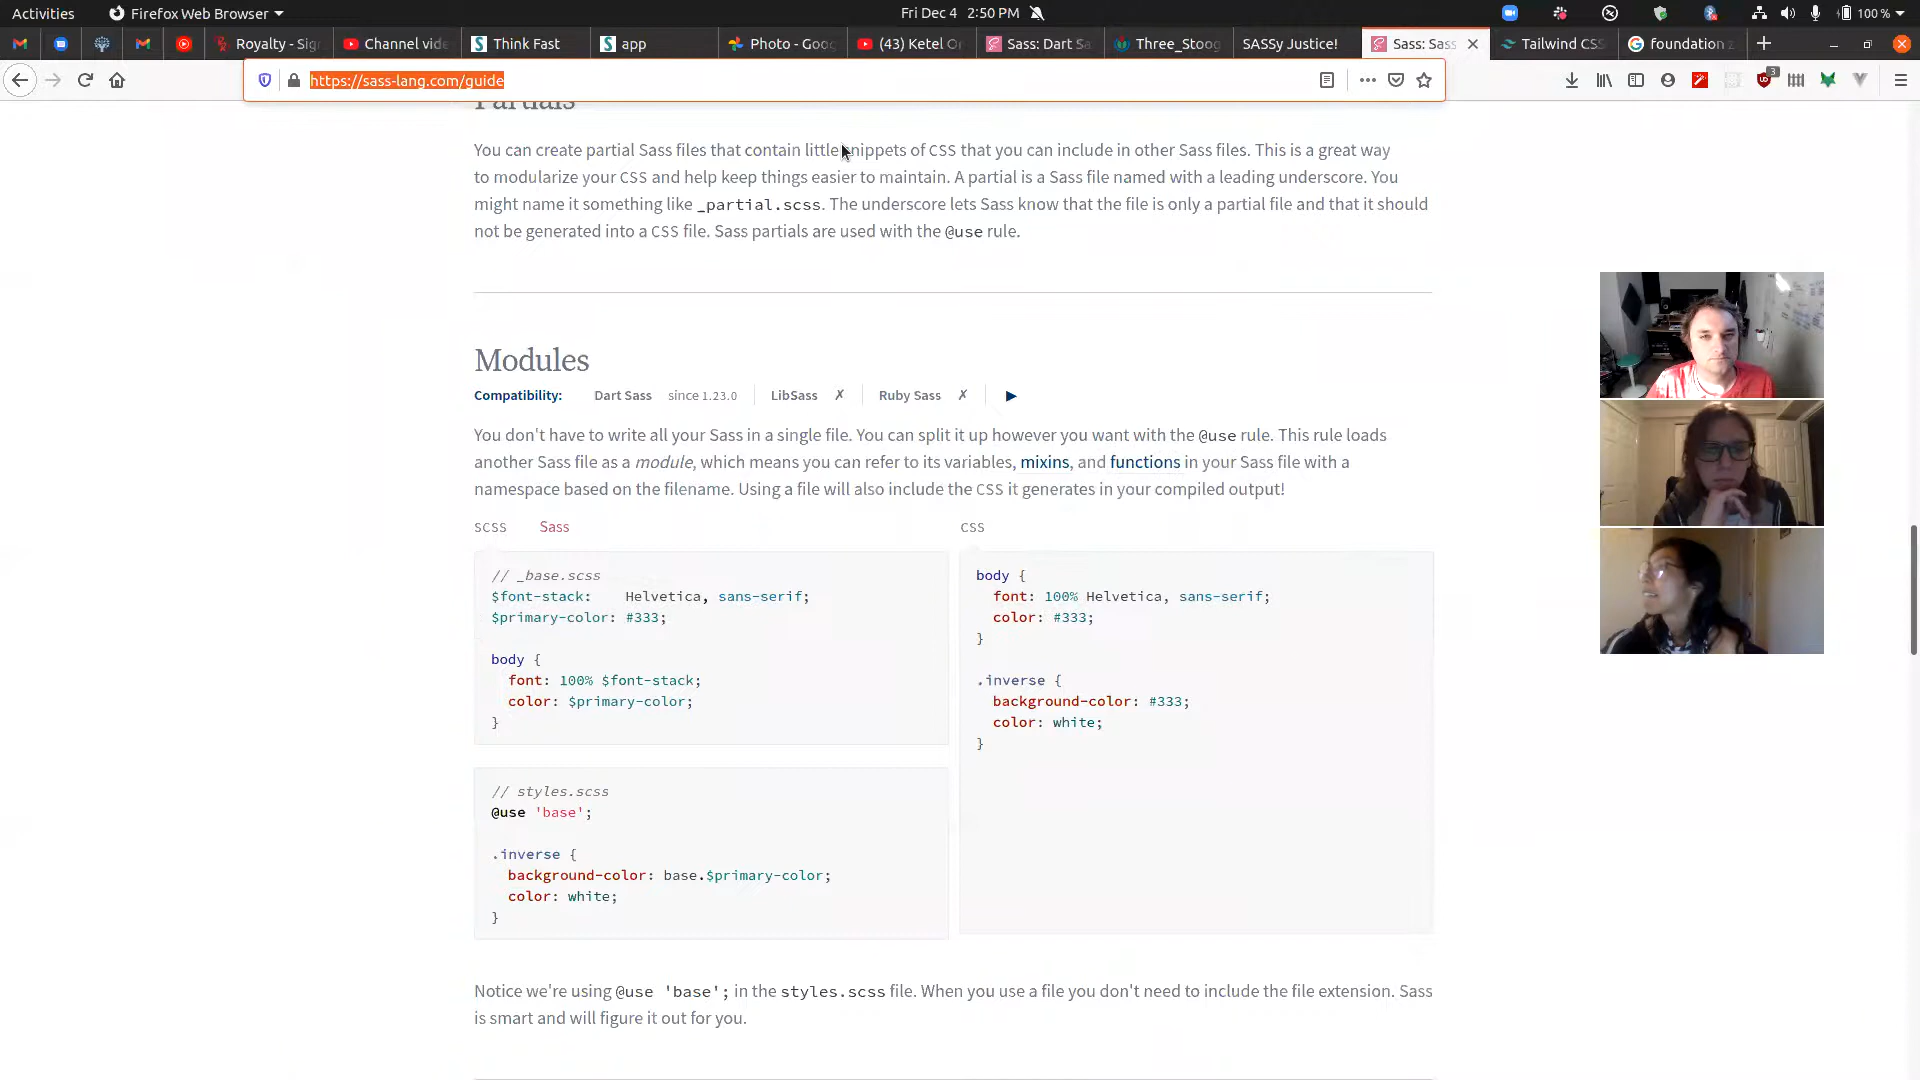 Activities
Firefox Web Browser
Fri Dec 4 2:50 PM
100 %
Royalty - Sig
Channel vide
Think Fast
app
Photo - Goo
(43) Ketel O
Sass: Dart Sa
Three_Stoog
SASSy Justice!
Sass: Sass
Tailwind CSS
foundation z
https://sass-lang.com/guide
3
Partials
You can create partial Sass files that contain little snippets of CSS that you can include in other Sass files. This is a great way
to modularize your CSS and help keep things easier to maintain. A partial is a Sass file named with a leading underscore. You
might name it something like _partial.scss. The underscore lets Sass know that the file is only a partial file and that it should
not be generated into a CSS file. Sass partials are used with the @use rule.
Modules
Compatibility: Dart Sass since 1.23.0 LibSass ✗ Ruby Sass ✗ ▶
You don't have to write all your Sass in a single file. You can split it up however you want with the @use rule. This rule loads
another Sass file as a module, which means you can refer to its variables, mixins, and functions in your Sass file with a
namespace based on the filename. Using a file will also include the CSS it generates in your compiled output!
SCSS Sass
// _base.scss
$font-stack: Helvetica, sans-serif;
$primary-color: #333;
body {
font: 100% $font-stack;
color: $primary-color;
}
// styles.scss
@use 'base';
.inverse {
background-color: base.$primary-color;
color: white;
}
CSS
body {
font: 100% Helvetica, sans-serif;
color: #333;
}
.inverse {
background-color: #333;
color: white;
}
Notice we're using @use 'base'; in the styles.scss file. When you use a file you don't need to include the file extension. Sass
is smart and will figure it out for you.